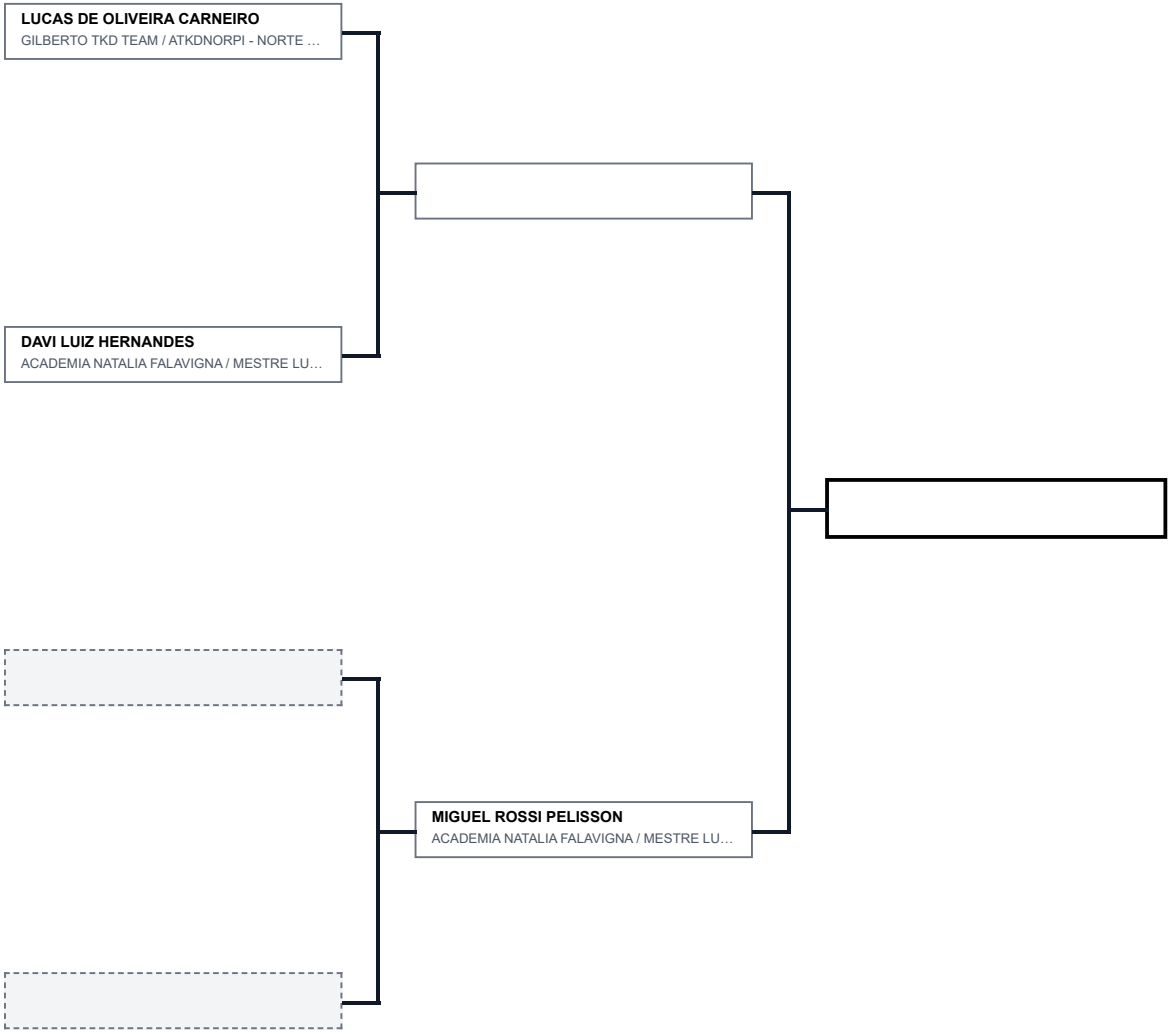 LUCAS DE OLIVEIRA CARNEIRO
GILBERTO TKD TEAM / ATKDNORPI - NORTE ...
DAVI LUIZ HERNANDES
ACADEMIA NATALIA FALAVIGNA / MESTRE LU...
MIGUEL ROSSI PELISSON
ACADEMIA NATALIA FALAVIGNA / MESTRE LU...